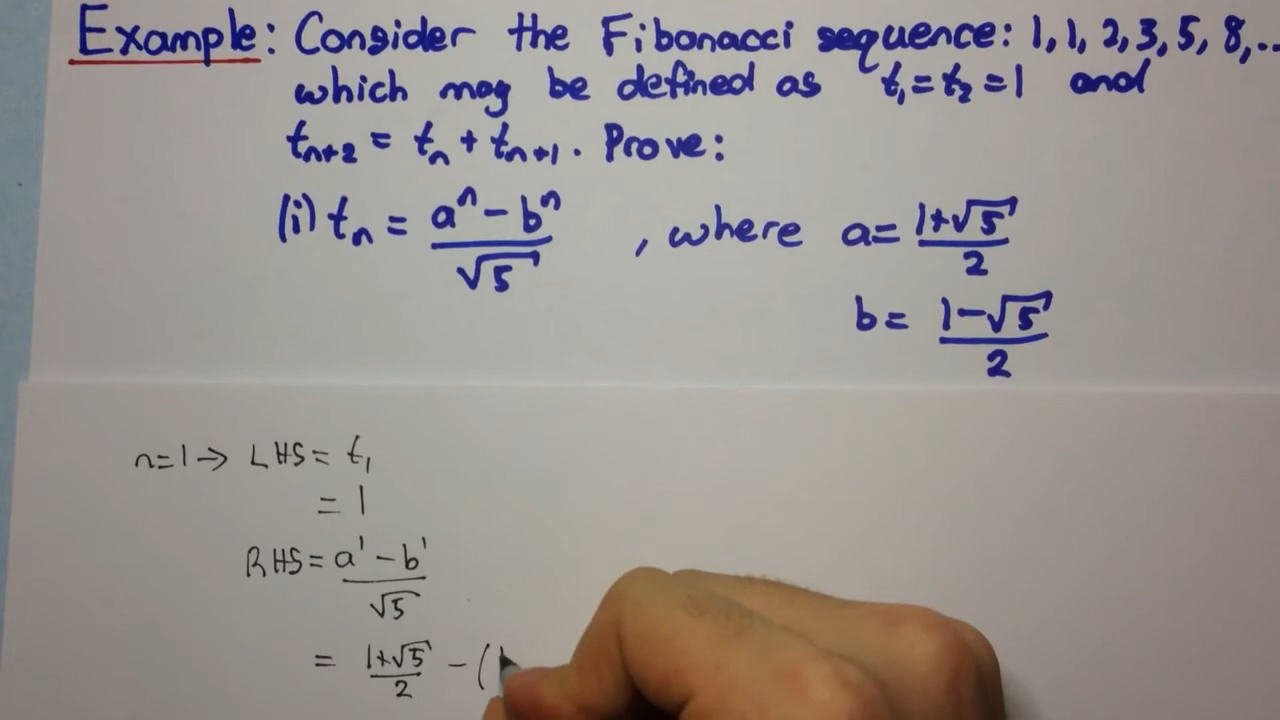 Example: Consider the Fibonacci sequence: 1, 1, 2, 3, 5, 8, ...
which may be defined as t₁ = t₂ = 1 and
tₙ₊₂ = tₙ + tₙ₊₁. Prove:
(i) tₙ = (aⁿ - bⁿ)/√5 , where a = (1+√5)/2
b = (1-√5)/2
n=1 → LHS = t₁
= 1
RHS = (a¹ - b¹)/√5
= (1+√5)/2 - (